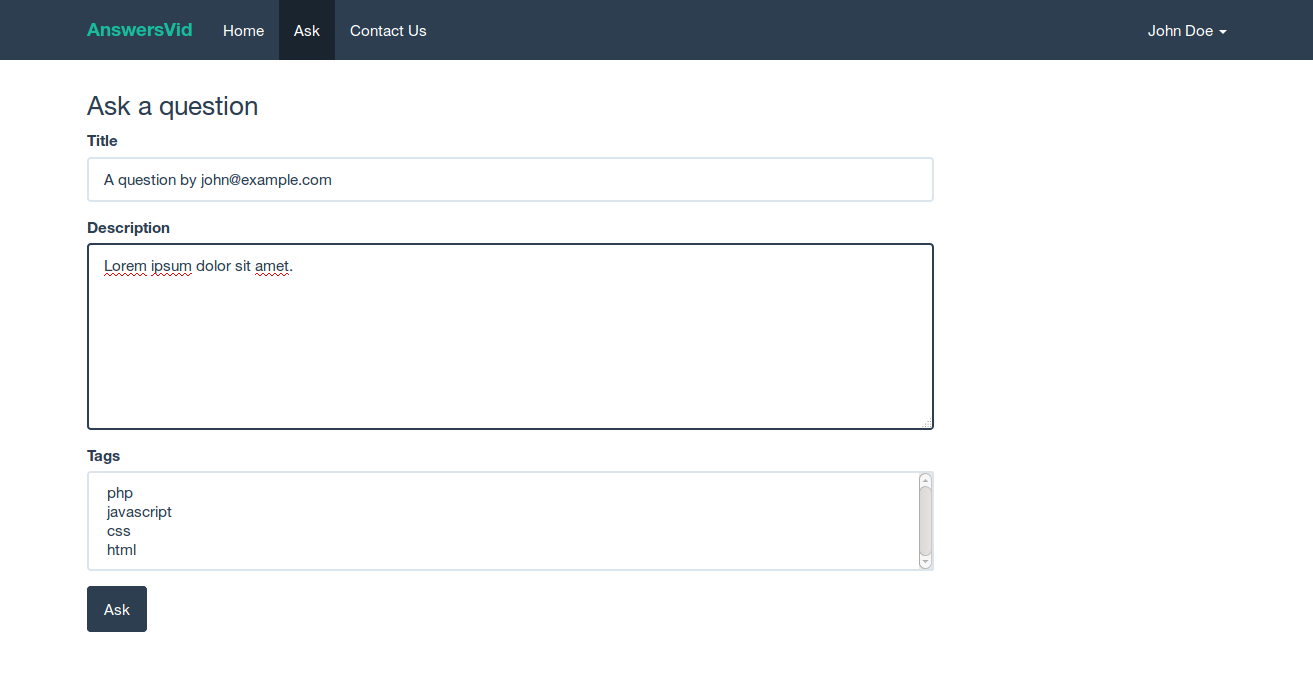 AnswersVid Home Ask Contact Us John Doe
Ask a question
Title
A question by john@example.com
Description
Lorem ipsum dolor sit amet.
Tags
php
javascript
css
html
Ask